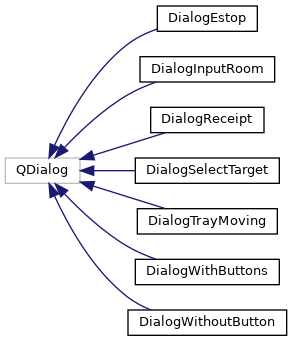 DialogEstop
DialogInputRoom
DialogReceipt
QDialog
DialogSelectTarget
DialogTrayMoving
DialogWithButtons
DialogWithoutButton